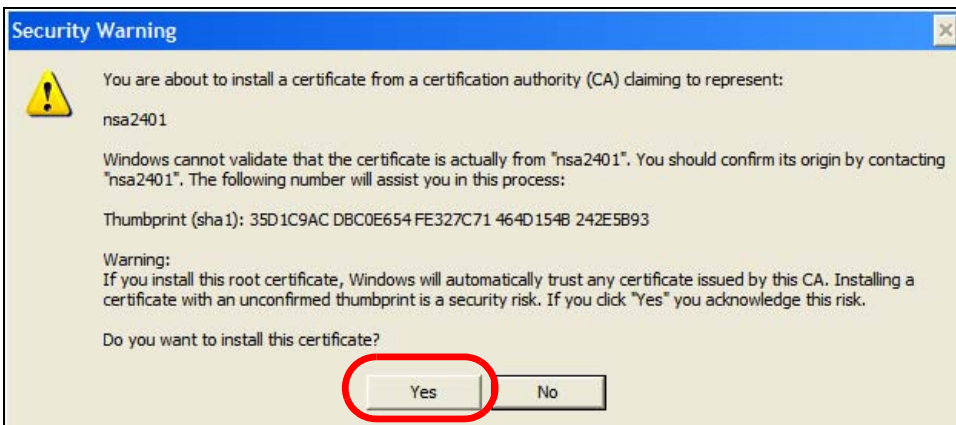 Security Warning
You are about to install a certificate from a certification authority (CA) claiming to represent:
nsa2401
Windows cannot validate that the certificate is actually from "nsa2401". You should confirm its origin by contacting
"nsa2401". The following number will assist you in this process:
Thumbprint (sha1): 35D1C9AC DBC0E654 FE327C71 464D154B 242E5B93
Warning:
If you install this root certificate, Windows will automatically trust any certificate issued by this CA. Installing a
certificate with an unconfirmed thumbprint is a security risk. If you click "Yes" you acknowledge this risk.
Do you want to install this certificate?
Yes No